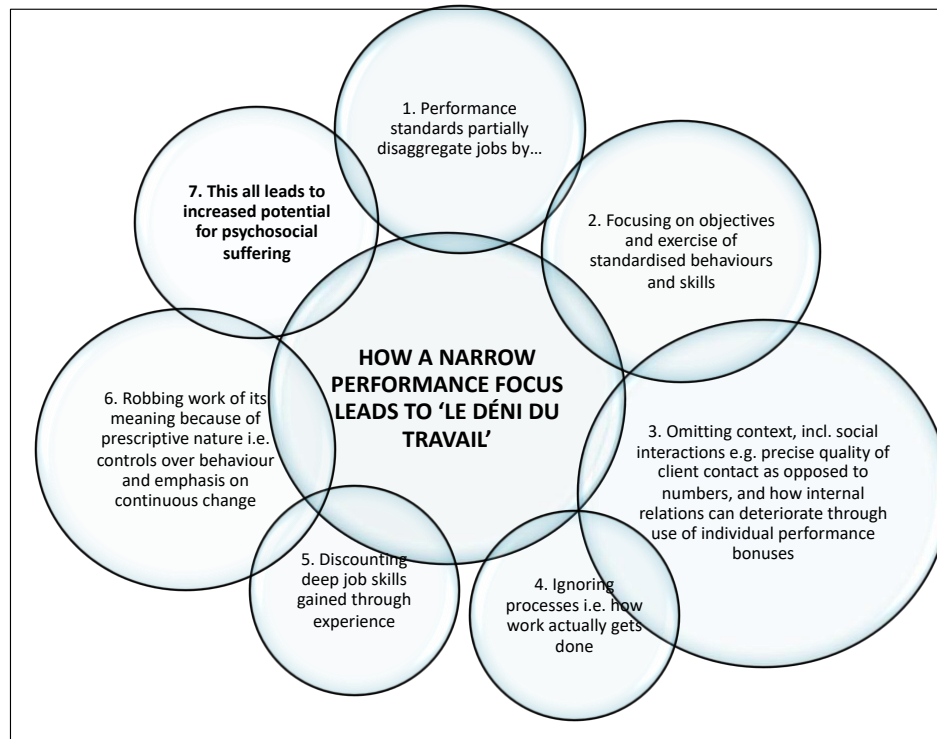 1. Performance
standards partially
disaggregate jobs by…
2. Focusing on objectives
and exercise of
standardised behaviours
and skills
3. Omitting context, incl. social
interactions e.g. precise quality of
client contact as opposed to
numbers, and how internal
relations can deteriorate through
use of individual performance
bonuses
4. Ignoring
processes i.e. how
work actually gets
done
5. Discounting
deep job skills
gained through
experience
6. Robbing work of its
meaning because of
prescriptive nature i.e.
controls over behaviour
and emphasis on
continuous change
7. This all leads to
increased potential
for psychosocial
suffering
HOW A NARROW
PERFORMANCE FOCUS
LEADS TO ‘LE DÉNI DU
TRAVAIL’